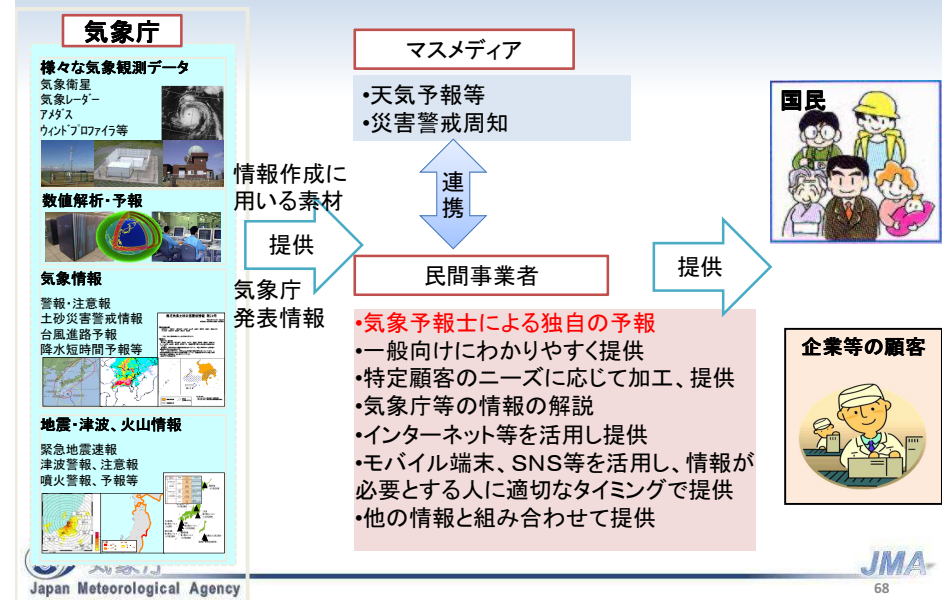 気象庁
様々な気象観測データ
気象衛星
気象レーダー
アメダス
ウィンドプロファイラ等
数値解析・予報
気象情報
警報・注意報
土砂災害警戒情報
台風進路予報
降水短時間予報等
地震・津波、火山情報
緊急地震速報
津波警報、注意報
噴火警報、予報等
情報作成に
用いる素材
提供
気象庁
発表情報
マスメディア
•天気予報等
•災害警戒周知
連
携
民間事業者
•気象予報士による独自の予報
•一般向けにわかりやすく提供
•特定顧客のニーズに応じて加工、提供
•気象庁等の情報の解説
•インターネット等を活用し提供
•モバイル端末、SNS等を活用し、情報が
必要とする人に適切なタイミングで提供
•他の情報と組み合わせて提供
提供
国民
企業等の顧客
気象庁
Japan Meteorological Agency
JMA
68